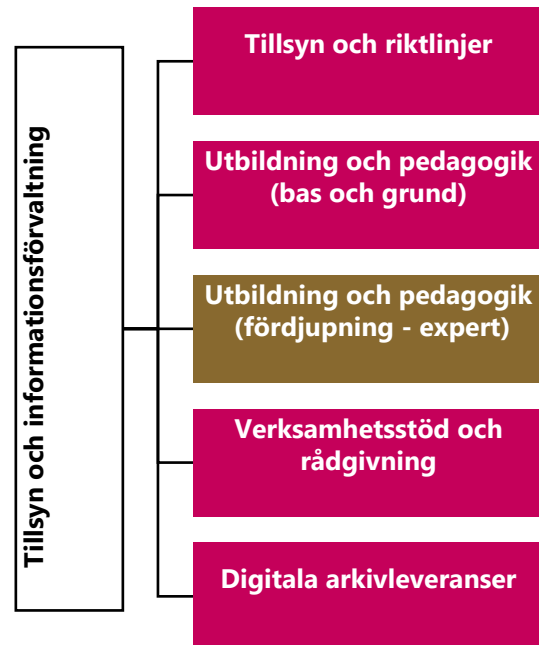 Tillsyn och informationsförvaltning
Tillsyn och riktlinjer
Utbildning och pedagogik
(bas och grund)
Utbildning och pedagogik
(fördjupning - expert)
Verksamhetsstöd och
rådgivning
Digitala arkivleveranser